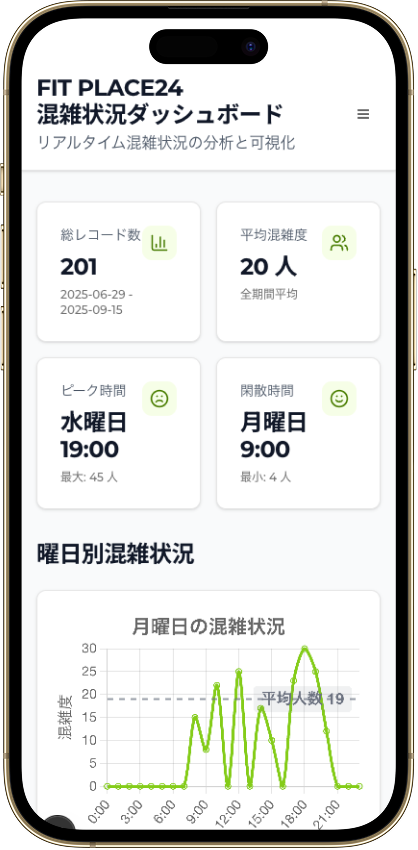 FIT PLACE24
混雑状況ダッシュボード
リアルタイム混雑状況の分析と可視化
総レコード数
201
2025-06-29 -
2025-09-15
平均混雑度
20 人
全期間平均
ピーク時間
水曜日
19:00
最大: 45 人
閑散時間
月曜日
9:00
最小: 4 人
曜日別混雑状況
月曜日の混雑状況
混雑度
30
25
20
15
10
5
0
平均人数 19
0:00
3:00
6:00
9:00
12:00
15:00
18:00
21:00